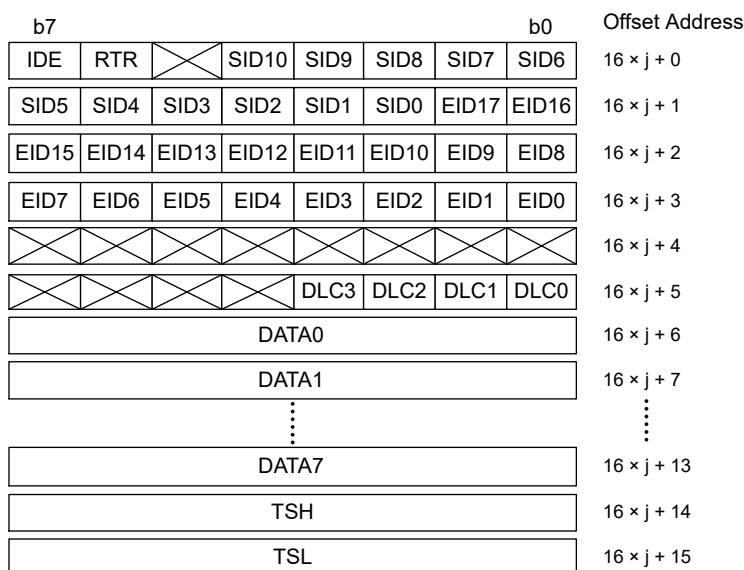 b7 b0 Offset Address
IDE RTR SID10 SID9 SID8 SID7 SID6 16 × j + 0
SID5 SID4 SID3 SID2 SID1 SID0 EID17 EID16 16 × j + 1
EID15 EID14 EID13 EID12 EID11 EID10 EID9 EID8 16 × j + 2
EID7 EID6 EID5 EID4 EID3 EID2 EID1 EID0 16 × j + 3
16 × j + 4
DLC3 DLC2 DLC1 DLC0 16 × j + 5
DATA0 16 × j + 6
DATA1 16 × j + 7
DATA7 16 × j + 13
TSH 16 × j + 14
TSL 16 × j + 15